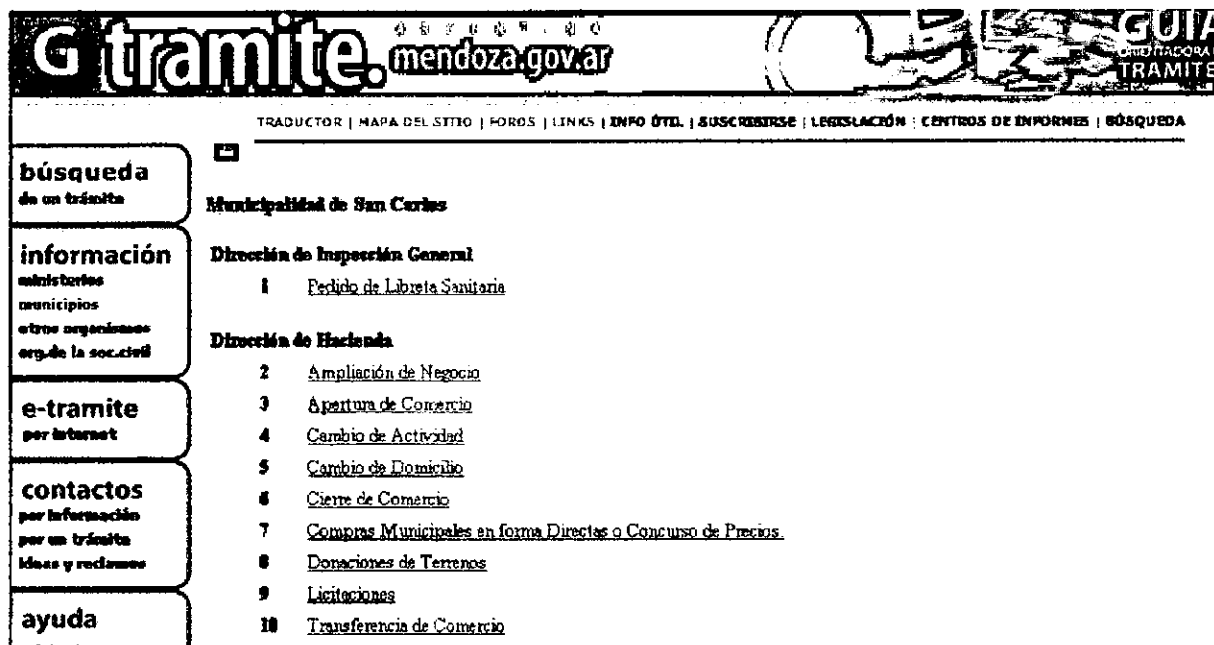 G tramite.
mendoza.gov.ar
GUIA
ORIENTADORA
TRAMITE
TRADUCTOR | MAPA DEL SITIO | FOROS | LINKS | INFO ÚTIL | SUSCRIBIRSE | LEGISLACIÓN | CENTROS DE INFORMES | BÚSQUEDA
búsqueda
de un trámite
información
ministerios
municipios
otros organismos
org.de la soc.civil
e-tramite
por internet
contactos
por información
por un trámite
ideas y reclamos
ayuda
Municipalidad de San Carlos
Dirección de Inspección General
1 Pedido de Libreta Sanitaria
Dirección de Hacienda
2 Ampliación de Negocio
3 Apertura de Comercio
4 Cambio de Actividad
5 Cambio de Domicilio
6 Cierre de Comercio
7 Compras Municipales en forma Directas o Concurso de Precios.
8 Donaciones de Terrenos
9 Licitaciones
10 Transferencia de Comercio